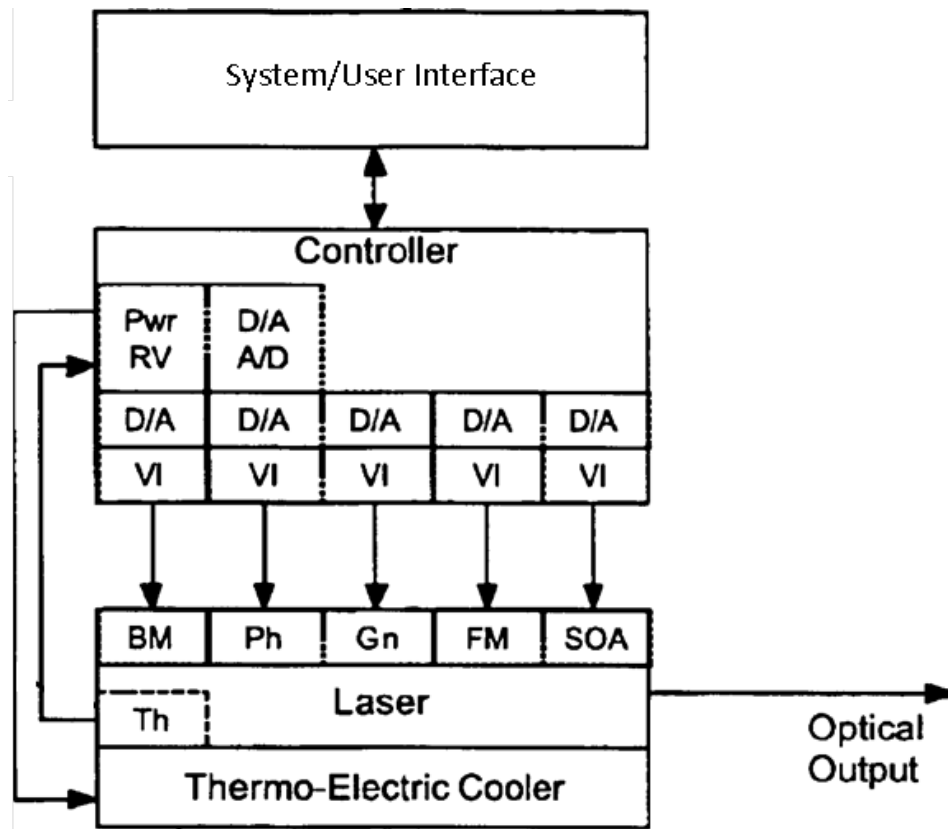 System/User Interface
Controller
Pwr D/A
RV A/D
D/A D/A D/A D/A D/A
VI VI VI VI VI
BM Ph Gn FM SOA
Laser
Th
Optical
Output
Thermo-Electric Cooler